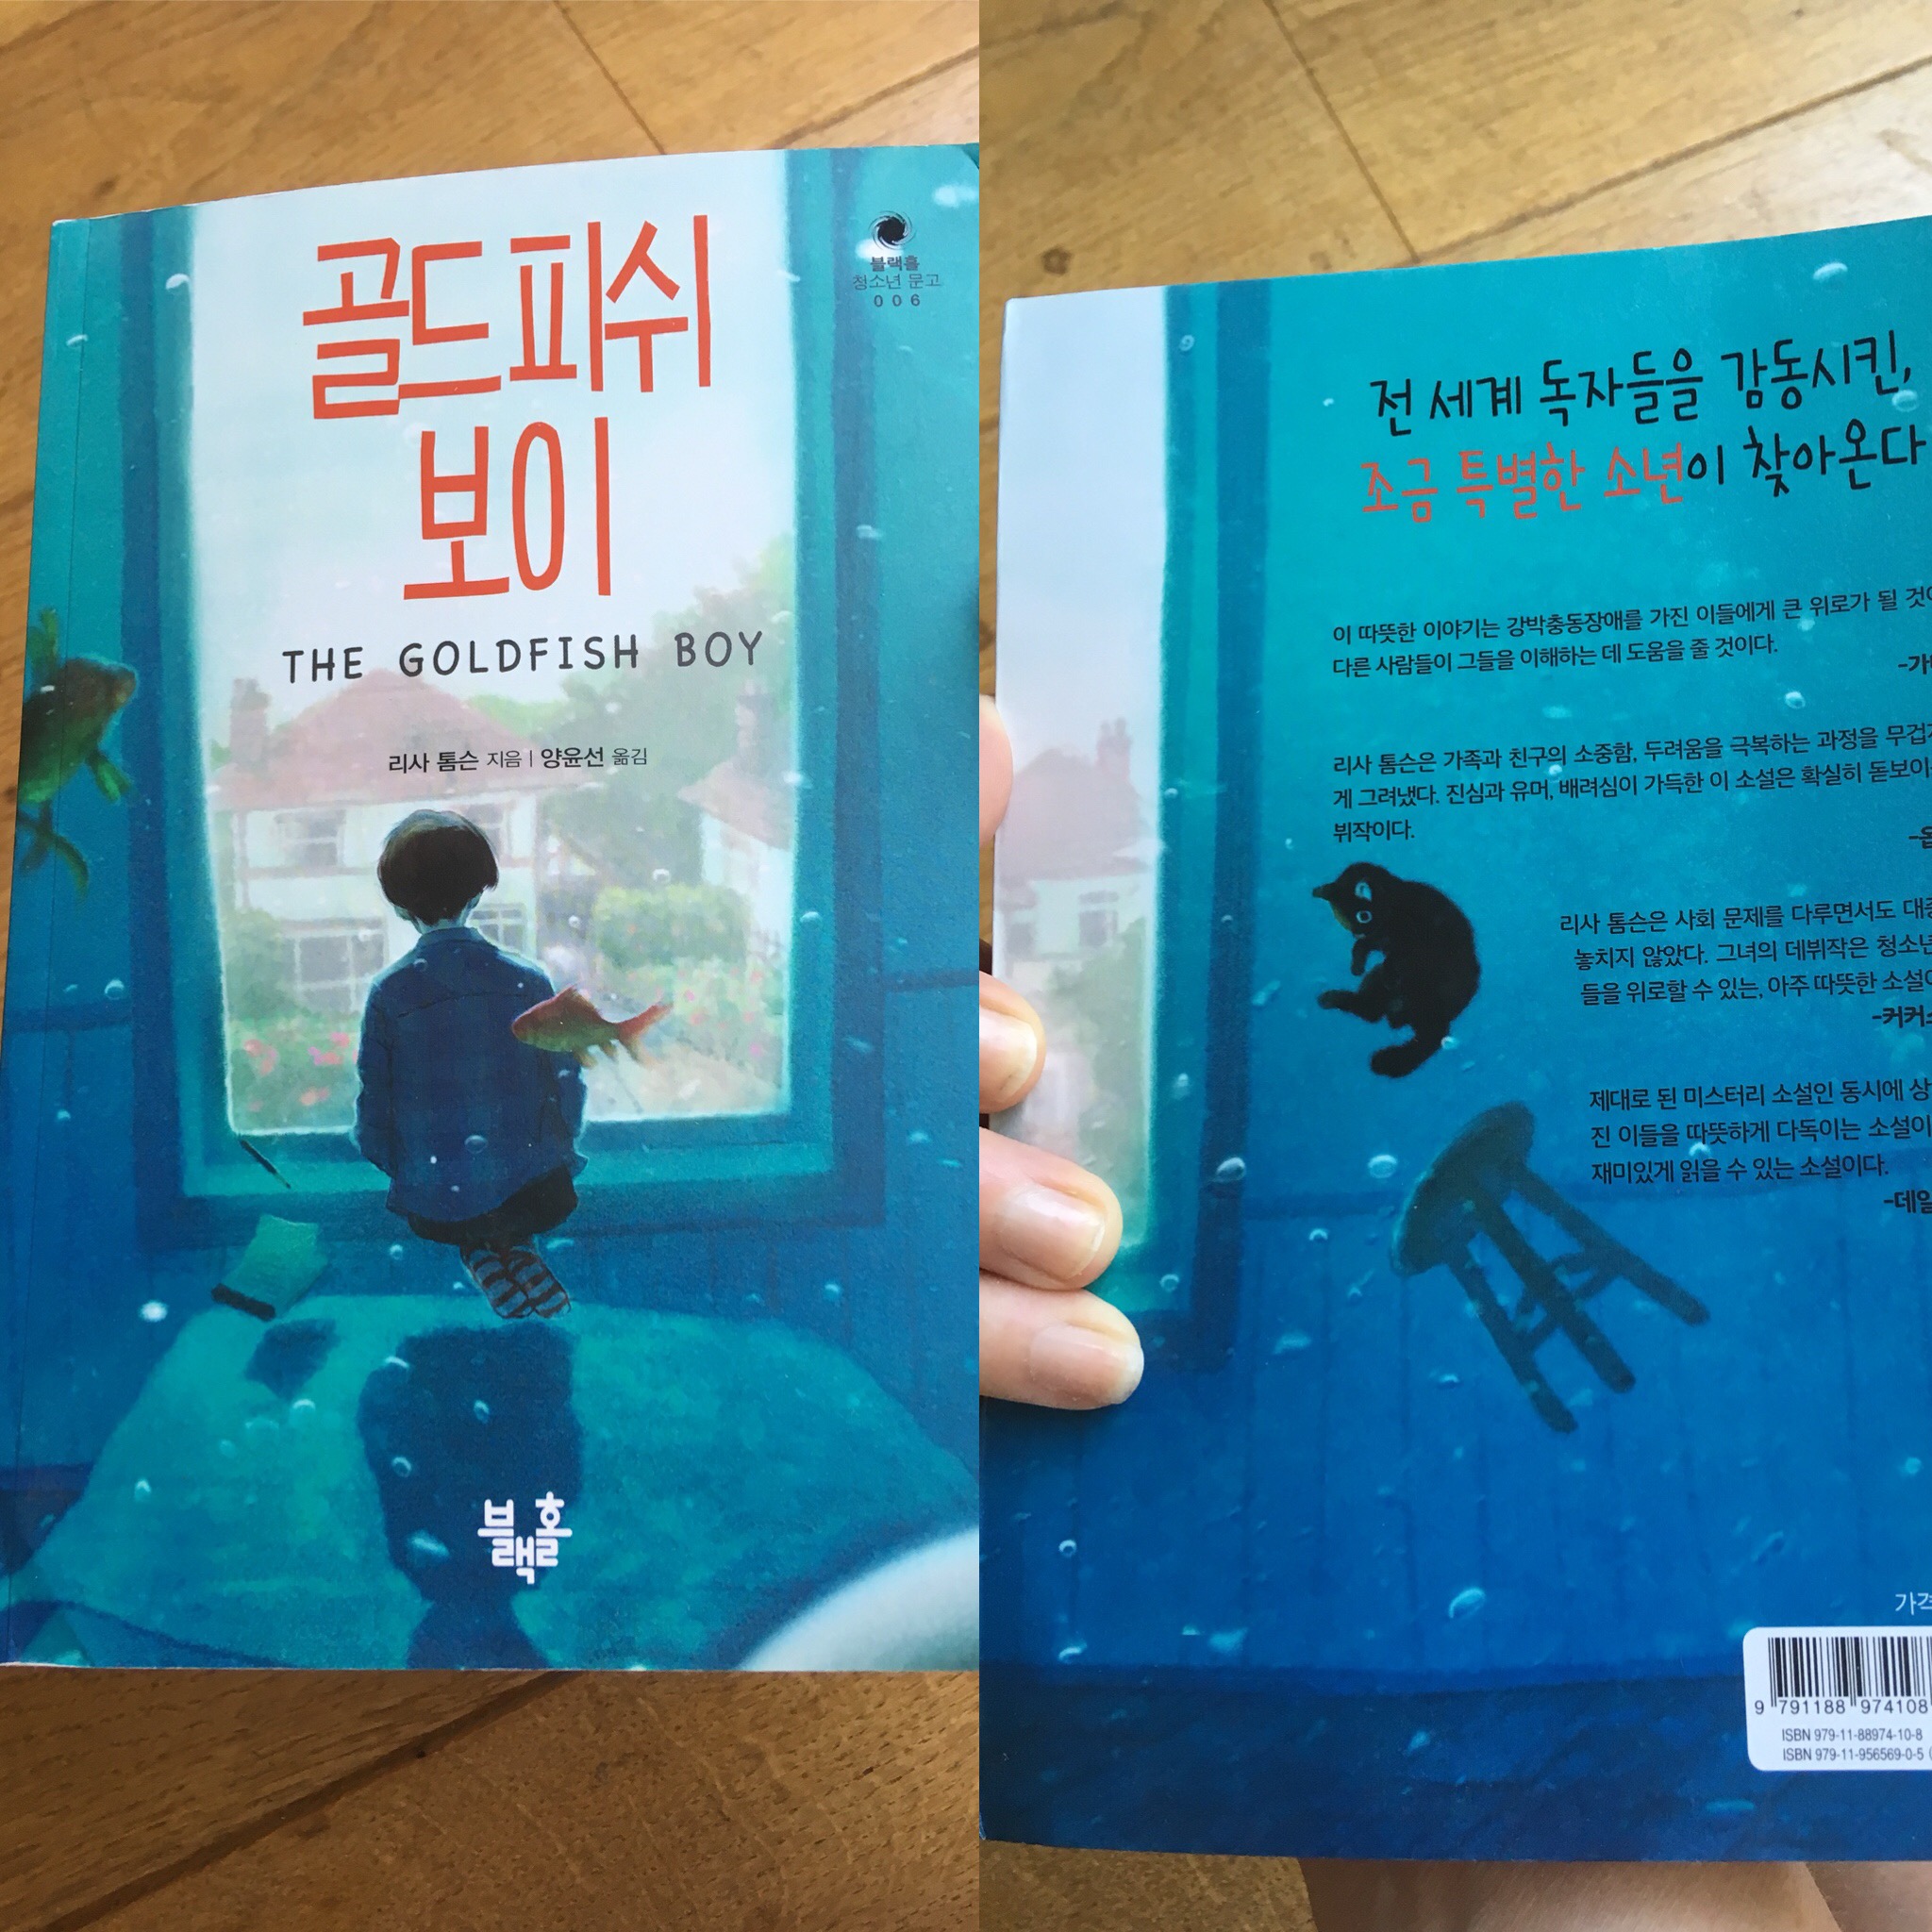 골드피쉬
보이
THE GOLDFISH BOY
리사 톰슨 지음 | 양윤선 옮김
블랙홀
청소년 문고
006
블랙홀
전 세계 독자들을 감동시킨,
조금 특별한 소년이 찾아온다
이 따뜻한 이야기는 강박충동장애를 가진 이들에게 큰 위로가 될
다른 사람들이 그들을 이해하는 데 도움을 줄 것이다.
리사 톰슨은 가족과 친구의 소중함, 두려움을 극복하는 과정을
게 그려냈다. 진심과 유머, 배려심이 가득한 이 소설은 확실히
뷔작이다.
리사 톰슨은 사회 문제를 다루면서도
놓치지 않았다. 그녀의 데뷔작은
들을 위로할 수 있는, 아주 따뜻한
제대로 된 미스터리 소설인 동시에
진 이들을 따뜻하게 다독이는
재미있게 읽을 수 있는 소설이다.
9 791188 974108
ISBN 979-11-88974-10-8
ISBN 979-11-956569-0-5